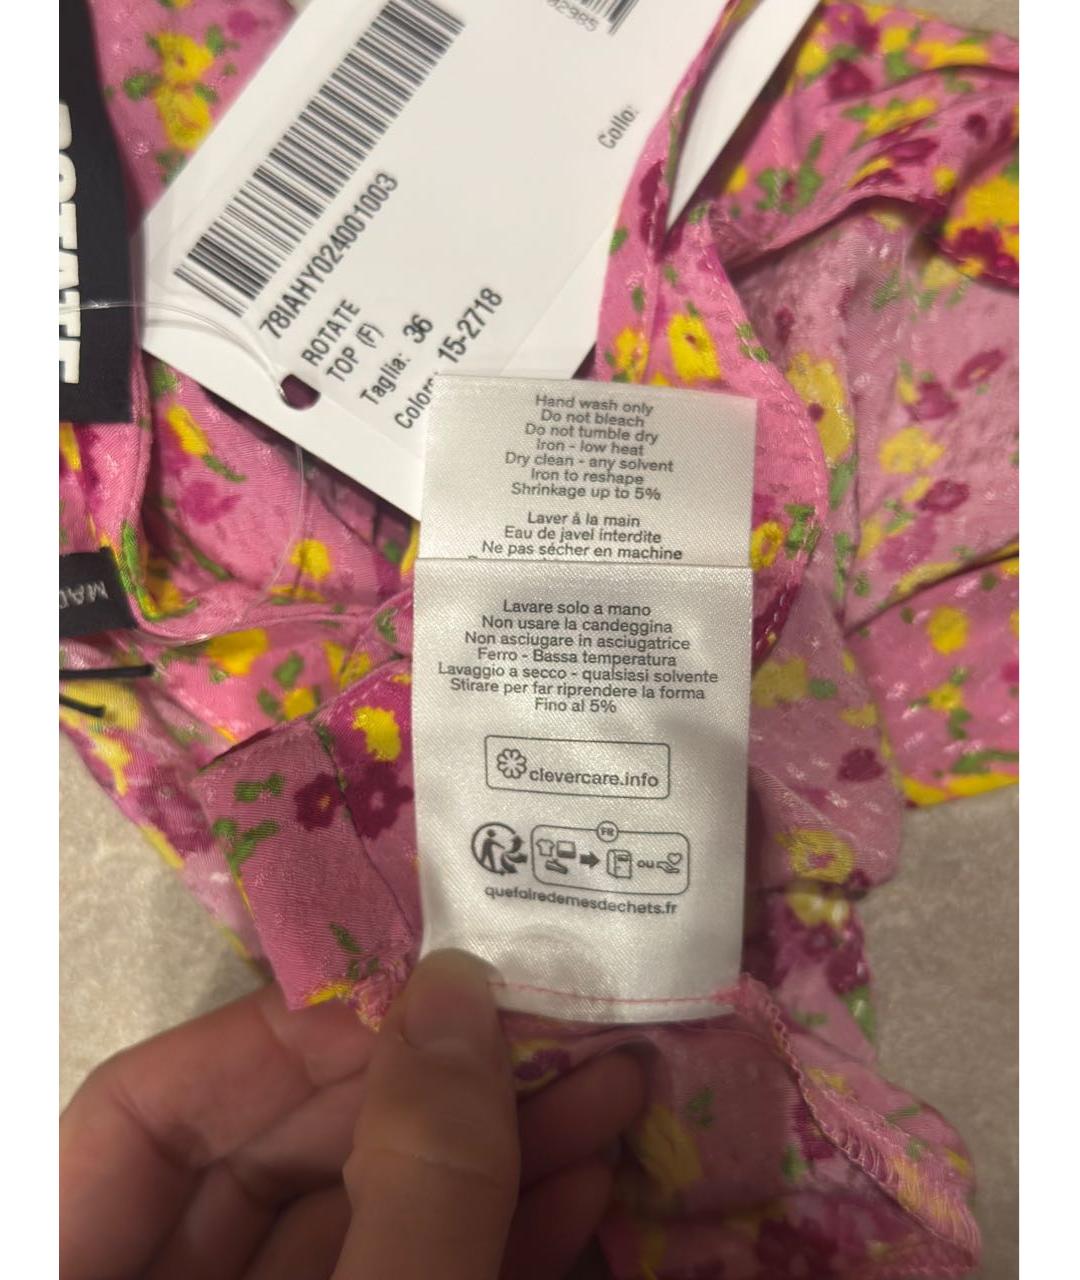 ROTATE
MAD
02985
Collo:
78IAHY024001003
ROTATE
TOP (F)
Taglia: 36
Color 15-2718
Hand wash only
Do not bleach
Do not tumble dry
Iron - low heat
Dry clean - any solvent
Iron to reshape
Shrinkage up to 5%
Laver à la main
Eau de javel interdite
Ne pas sécher en machine
Lavare solo a mano
Non usare la candeggina
Non asciugare in asciugatrice
Ferro - Bassa temperatura
Lavaggio a secco - qualsiasi solvente
Stirare per far riprendere la forma
Fino al 5%
clevercare.info
FR
ou
quefairedemesdechets.fr